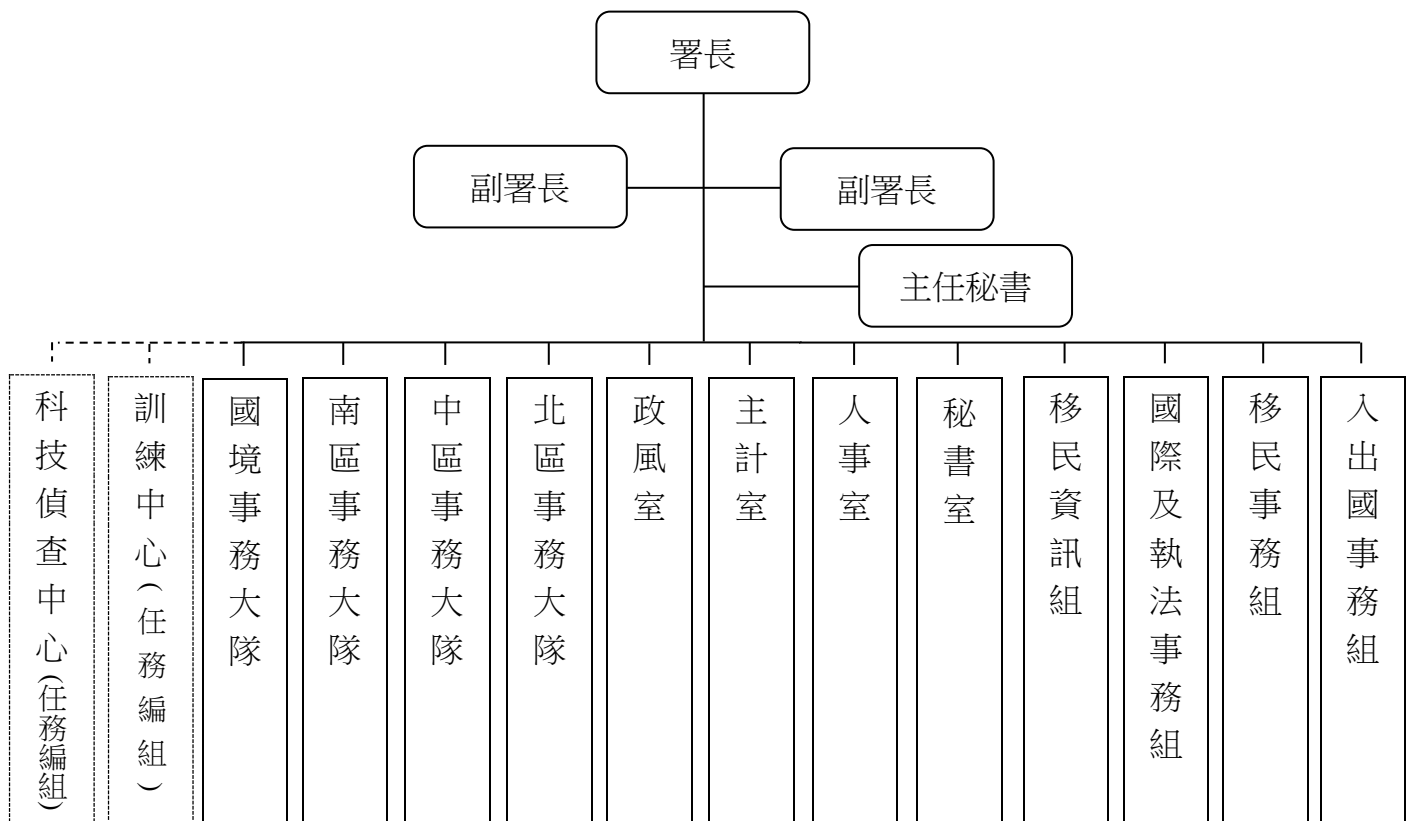 署長
副署長
副署長
主任秘書
科技偵查中心(任務編組)
訓練中心(任務編組)
國境事務大隊
南區事務大隊
中區事務大隊
北區事務大隊
政風室
主計室
人事室
秘書室
移民資訊組
國際及執法事務組
移民事務組
入出國事務組